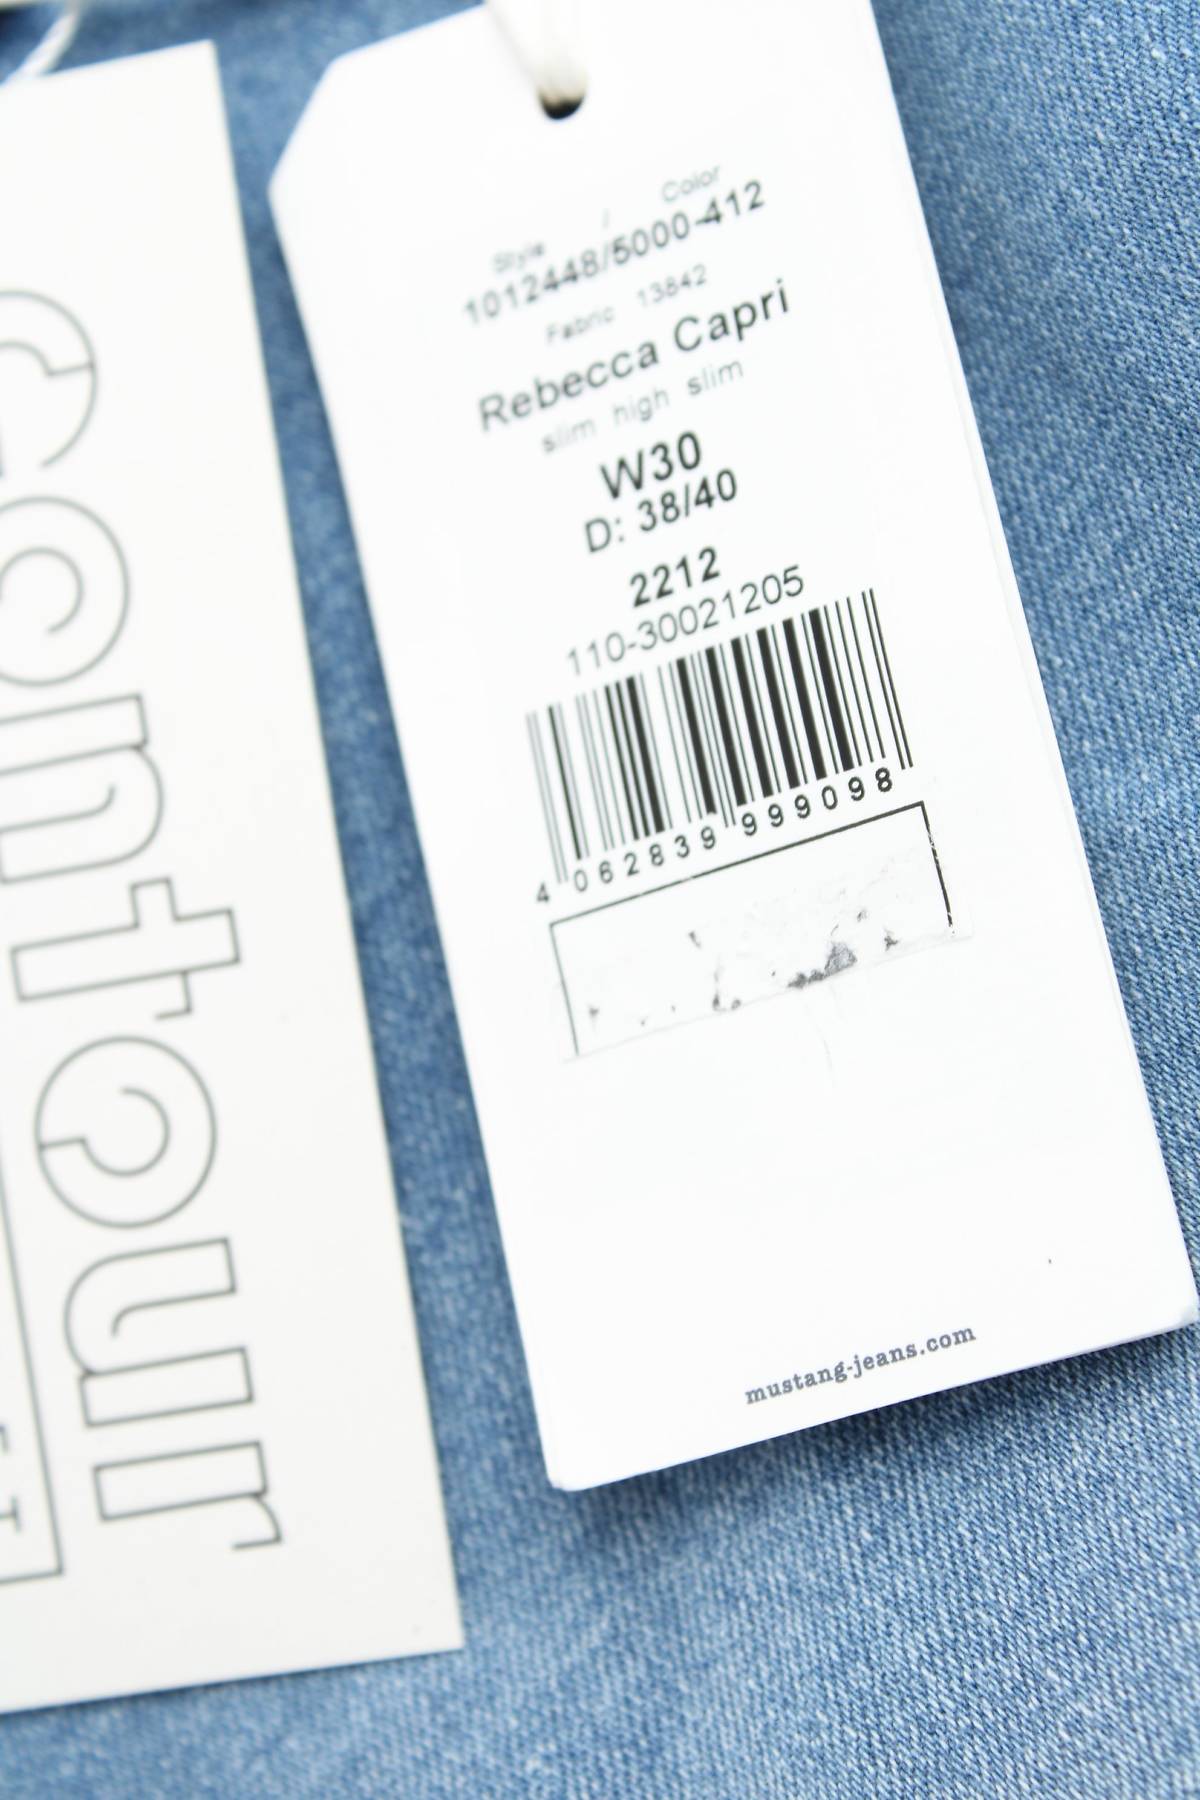 Style / Color
1012448/5000-412
Fabric 13842
Rebecca Capri
slim high slim
W30
D: 38/40
2212
110-30021205
4 062839 999098
mustang-jeans.com
Contour